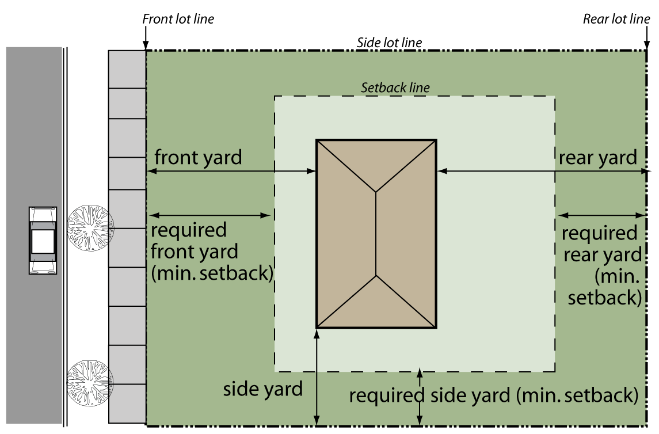 Front lot line
Rear lot line
Side lot line
Setback line
front yard
rear yard
required
front yard
(min. setback)
required
rear yard
(min.
setback)
side yard
required side yard (min. setback)